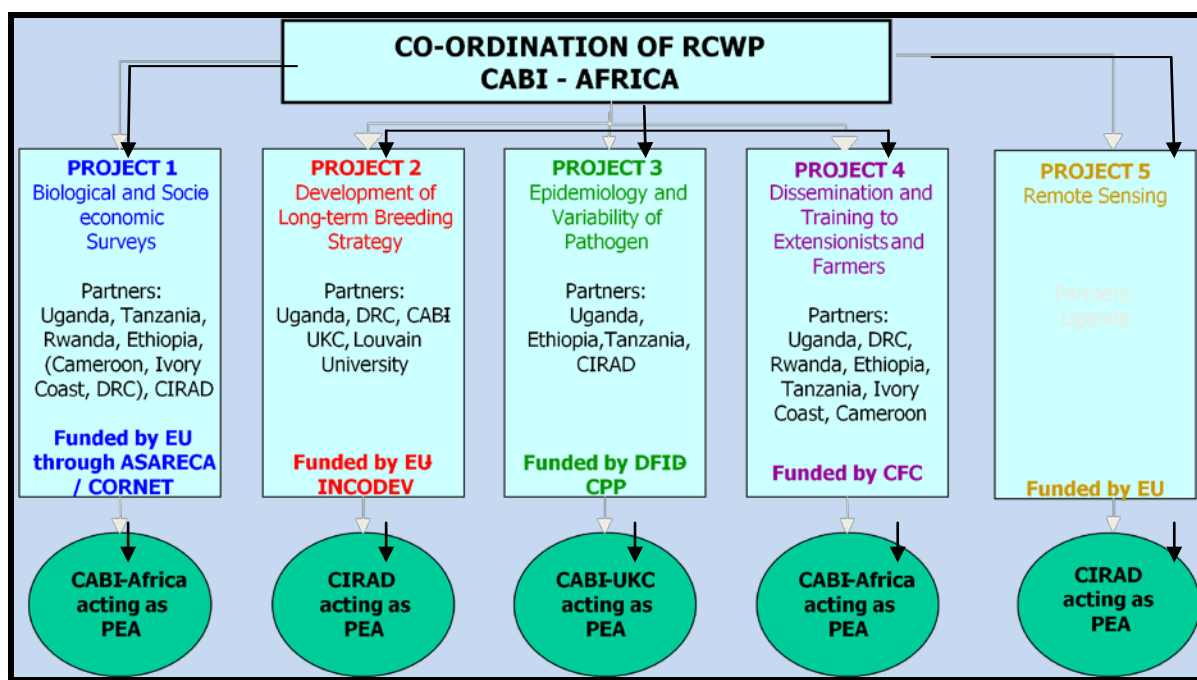 CO-ORDINATION OF RCWP
CABI - AFRICA
PROJECT 1
Biological and Socio-
economic
Surveys
Partners:
Uganda, Tanzania,
Rwanda, Ethiopia,
(Cameroon, Ivory
Coast, DRC), CIRAD
Funded by EU
through ASARECA
/ CORNET
PROJECT 2
Development of
Long-term Breeding
Strategy
Partners:
Uganda, DRC, CABI-
UKC, Louvain
University
Funded by EU-
INCODEV
PROJECT 3
Epidemiology and
Variability of
Pathogen
Partners:
Uganda,
Ethiopia,Tanzania,
CIRAD
Funded by DFID-
CPP
PROJECT 4
Dissemination and
Training to
Extensionists and
Farmers
Partners:
Uganda, DRC,
Rwanda, Ethiopia,
Tanzania, Ivory
Coast, Cameroon
Funded by CFC
PROJECT 5
Remote Sensing
Partners:
Uganda
Funded by EU
CABI-Africa
acting as
PEA
CIRAD
acting as
PEA
CABI-UKC
acting as
PEA
CABI-Africa
acting as
PEA
CIRAD
acting as
PEA